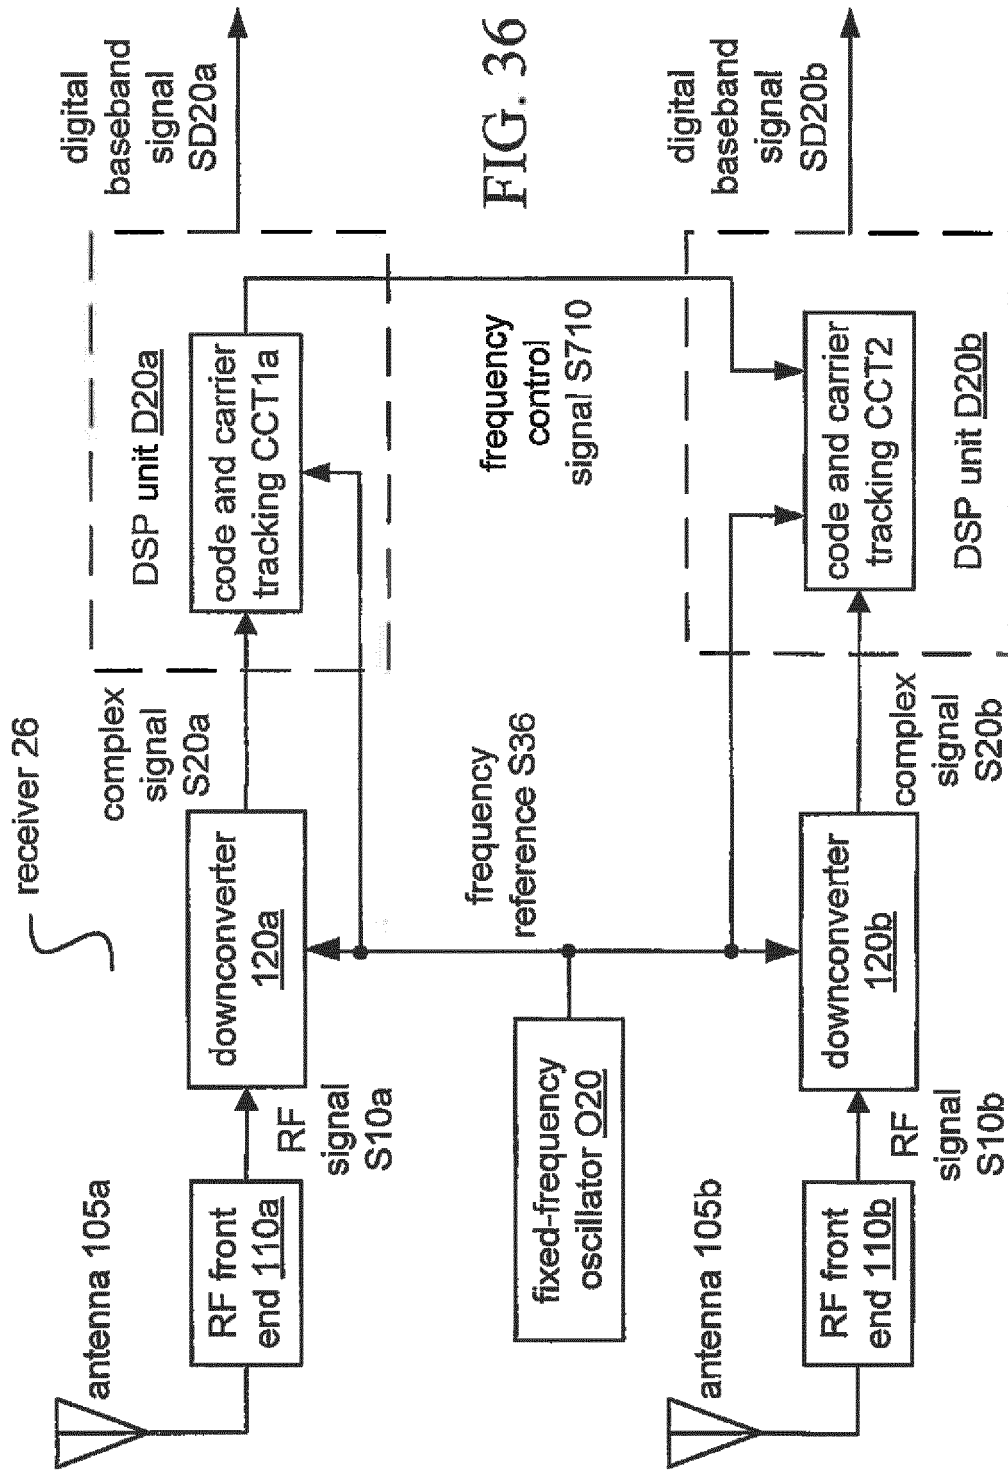 receiver 26
antenna 105a
RF front
end 110a
RF
signal
S10a
downconverter
120a
complex
signal
S20a
DSP unit D20a
code and carrier
tracking CCT1a
digital
baseband
signal
SD20a
fixed-frequency
oscillator O20
frequency
reference S36
frequency
control
signal S710
FIG. 36
antenna 105b
RF front
end 110b
RF
signal
S10b
downconverter
120b
complex
signal
S20b
code and carrier
tracking CCT2
DSP unit D20b
digital
baseband
signal
SD20b